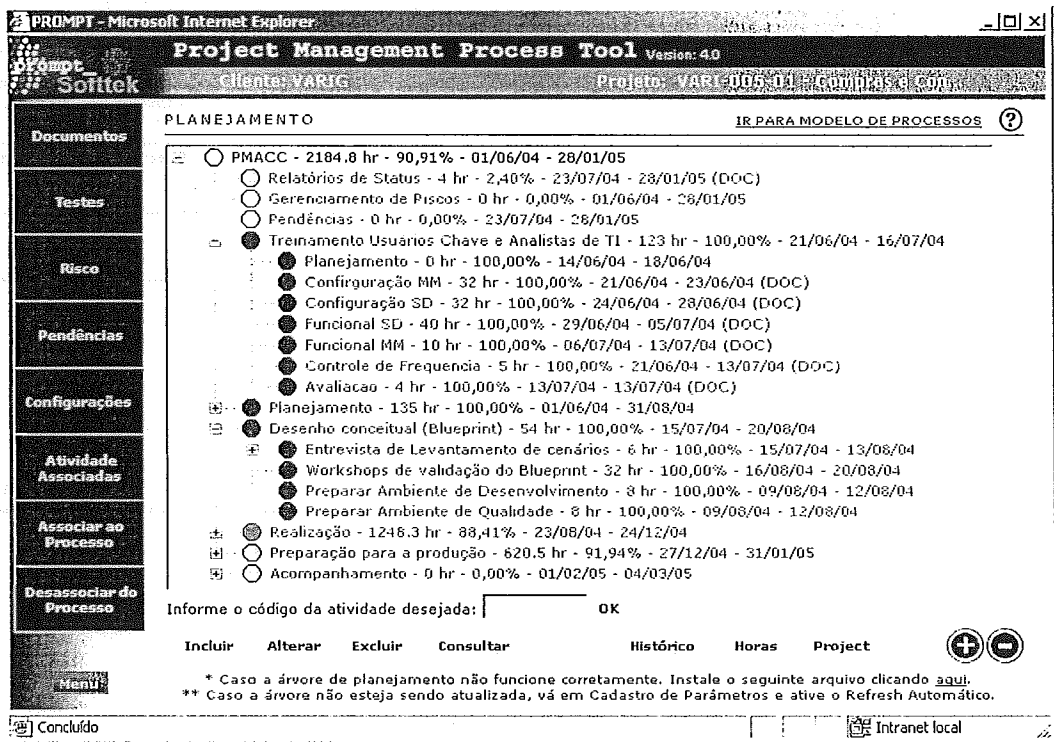 PROMPT - Microsoft Internet Explorer
prompt_
Softtek
Project Management Process Tool Version: 4.0
Cliente: VARIG Projeto: VARI-006-04 - Compras e Con
Documentos
Testes
Risco
Pendências
Configurações
Atividade
Associadas
Associar ao
Processo
Desassociar do
Processo
Menu
PLANEJAMENTO IR PARA MODELO DE PROCESSOS ?
PMACC - 2184.8 hr - 90,91% - 01/06/04 - 28/01/05
Relatórios de Status - 4 hr - 2,40% - 23/07/04 - 28/01/05 (DOC)
Gerenciamento de Piscos - 0 hr - 0,00% - 01/06/04 - 28/01/05
Pendências - 0 hr - 0,00% - 23/07/04 - 28/01/05
Treinamento Usuários Chave e Analistas de TI - 123 hr - 100,00% - 21/06/04 - 16/07/04
Planejamento - 0 hr - 100,00% - 14/06/04 - 18/06/04
Confirguração MM - 32 hr - 100,00% - 21/06/04 - 23/06/04 (DOC)
Configuração SD - 32 hr - 100,00% - 24/06/04 - 28/06/04 (DOC)
Funcional SD - 40 hr - 100,00% - 29/06/04 - 05/07/04 (DOC)
Funcional MM - 10 hr - 100,00% - 06/07/04 - 13/07/04 (DOC)
Controle de Frequencia - 5 hr - 100,00% - 21/06/04 - 13/07/04 (DOC)
Avaliacao - 4 hr - 100,00% - 13/07/04 - 13/07/04 (DOC)
Planejamento - 135 hr - 100,00% - 01/06/04 - 31/08/04
Desenho conceitual (Blueprint) - 54 hr - 100,00% - 15/07/04 - 20/08/04
Entrevista de Levantamento de cenários - 6 hr - 100,00% - 15/07/04 - 13/08/04
Workshops de validação do Blueprint - 32 hr - 100,00% - 16/08/04 - 20/08/04
Preparar Ambiente de Desenvolvimento - 8 hr - 100,00% - 09/08/04 - 12/08/04
Preparar Ambiente de Qualidade - 8 hr - 100,00% - 09/08/04 - 12/08/04
Realização - 1248.3 hr - 88,41% - 23/08/04 - 24/12/04
Preparação para a produção - 620.5 hr - 91,94% - 27/12/04 - 31/01/05
Acompanhamento - 0 hr - 0,00% - 01/02/05 - 04/03/05
Informe o código da atividade desejada: OK
Incluir Alterar Excluir Consultar Histórico Horas Project
* Caso a árvore de planejamento não funcione corretamente. Instale o seguinte arquivo clicando aqui.
** Caso a árvore não esteja sendo atualizada, vá em Cadastro de Parâmetros e ative o Refresh Automático.
Concluído Intranet local